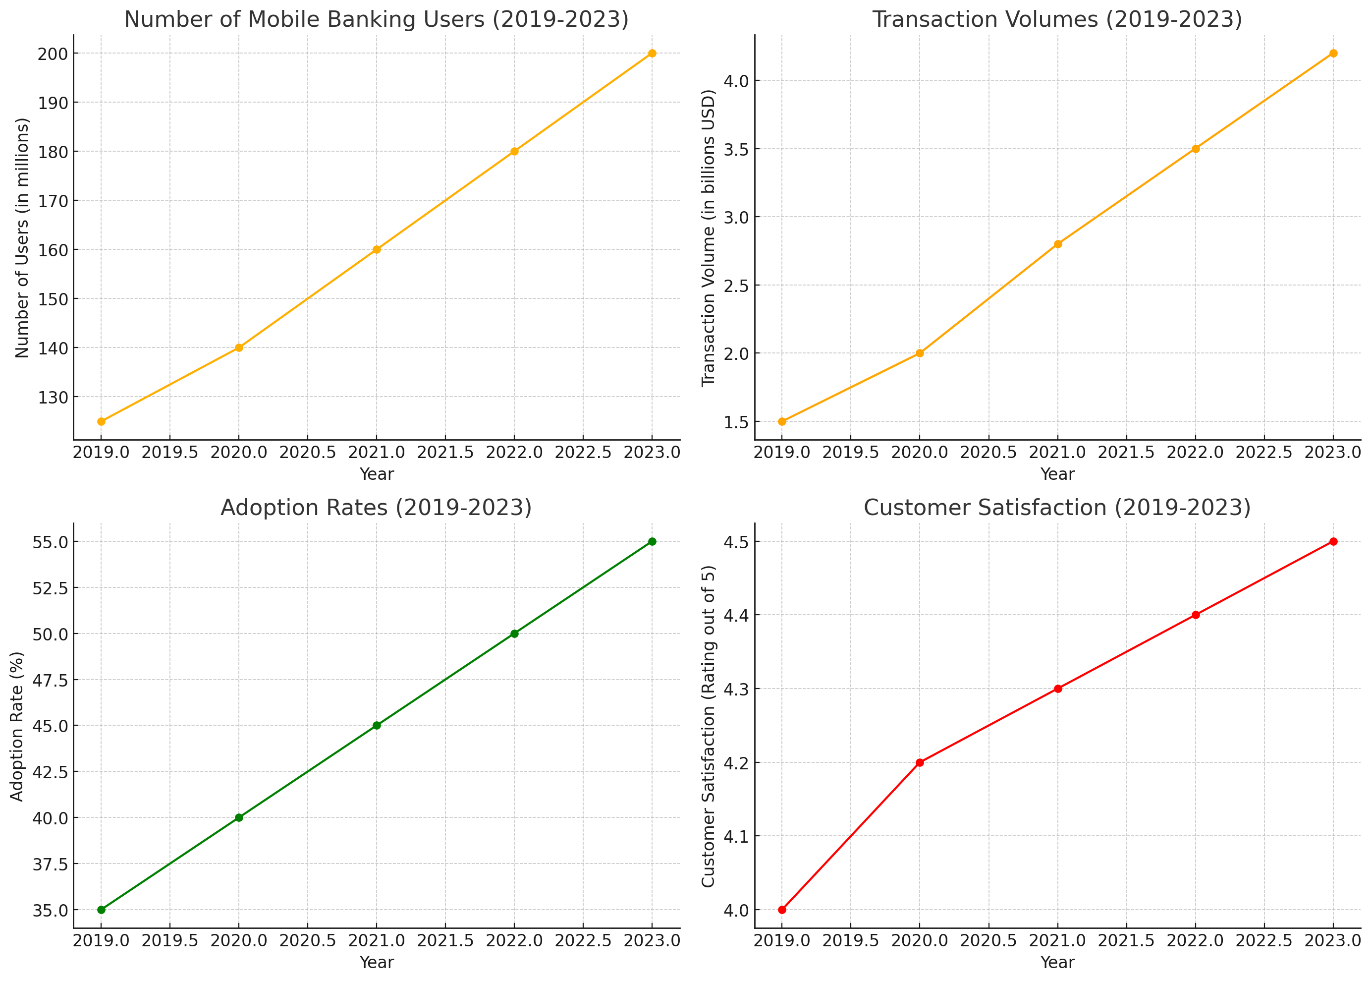 Number of Mobile Banking Users (2019-2023)
Number of Users (in millions)
200
190
180
170
160
150
140
130
2019.0 2019.5 2020.0 2020.5 2021.0 2021.5 2022.0 2022.5 2023.0
Year
Transaction Volumes (2019-2023)
Transaction Volume (in billions USD)
4.0
3.5
3.0
2.5
2.0
1.5
2019.0 2019.5 2020.0 2020.5 2021.0 2021.5 2022.0 2022.5 2023.0
Year
Adoption Rates (2019-2023)
Adoption Rate (%)
55.0
52.5
50.0
47.5
45.0
42.5
40.0
37.5
35.0
2019.0 2019.5 2020.0 2020.5 2021.0 2021.5 2022.0 2022.5 2023.0
Year
Customer Satisfaction (2019-2023)
Customer Satisfaction (Rating out of 5)
4.5
4.4
4.3
4.2
4.1
4.0
2019.0 2019.5 2020.0 2020.5 2021.0 2021.5 2022.0 2022.5 2023.0
Year